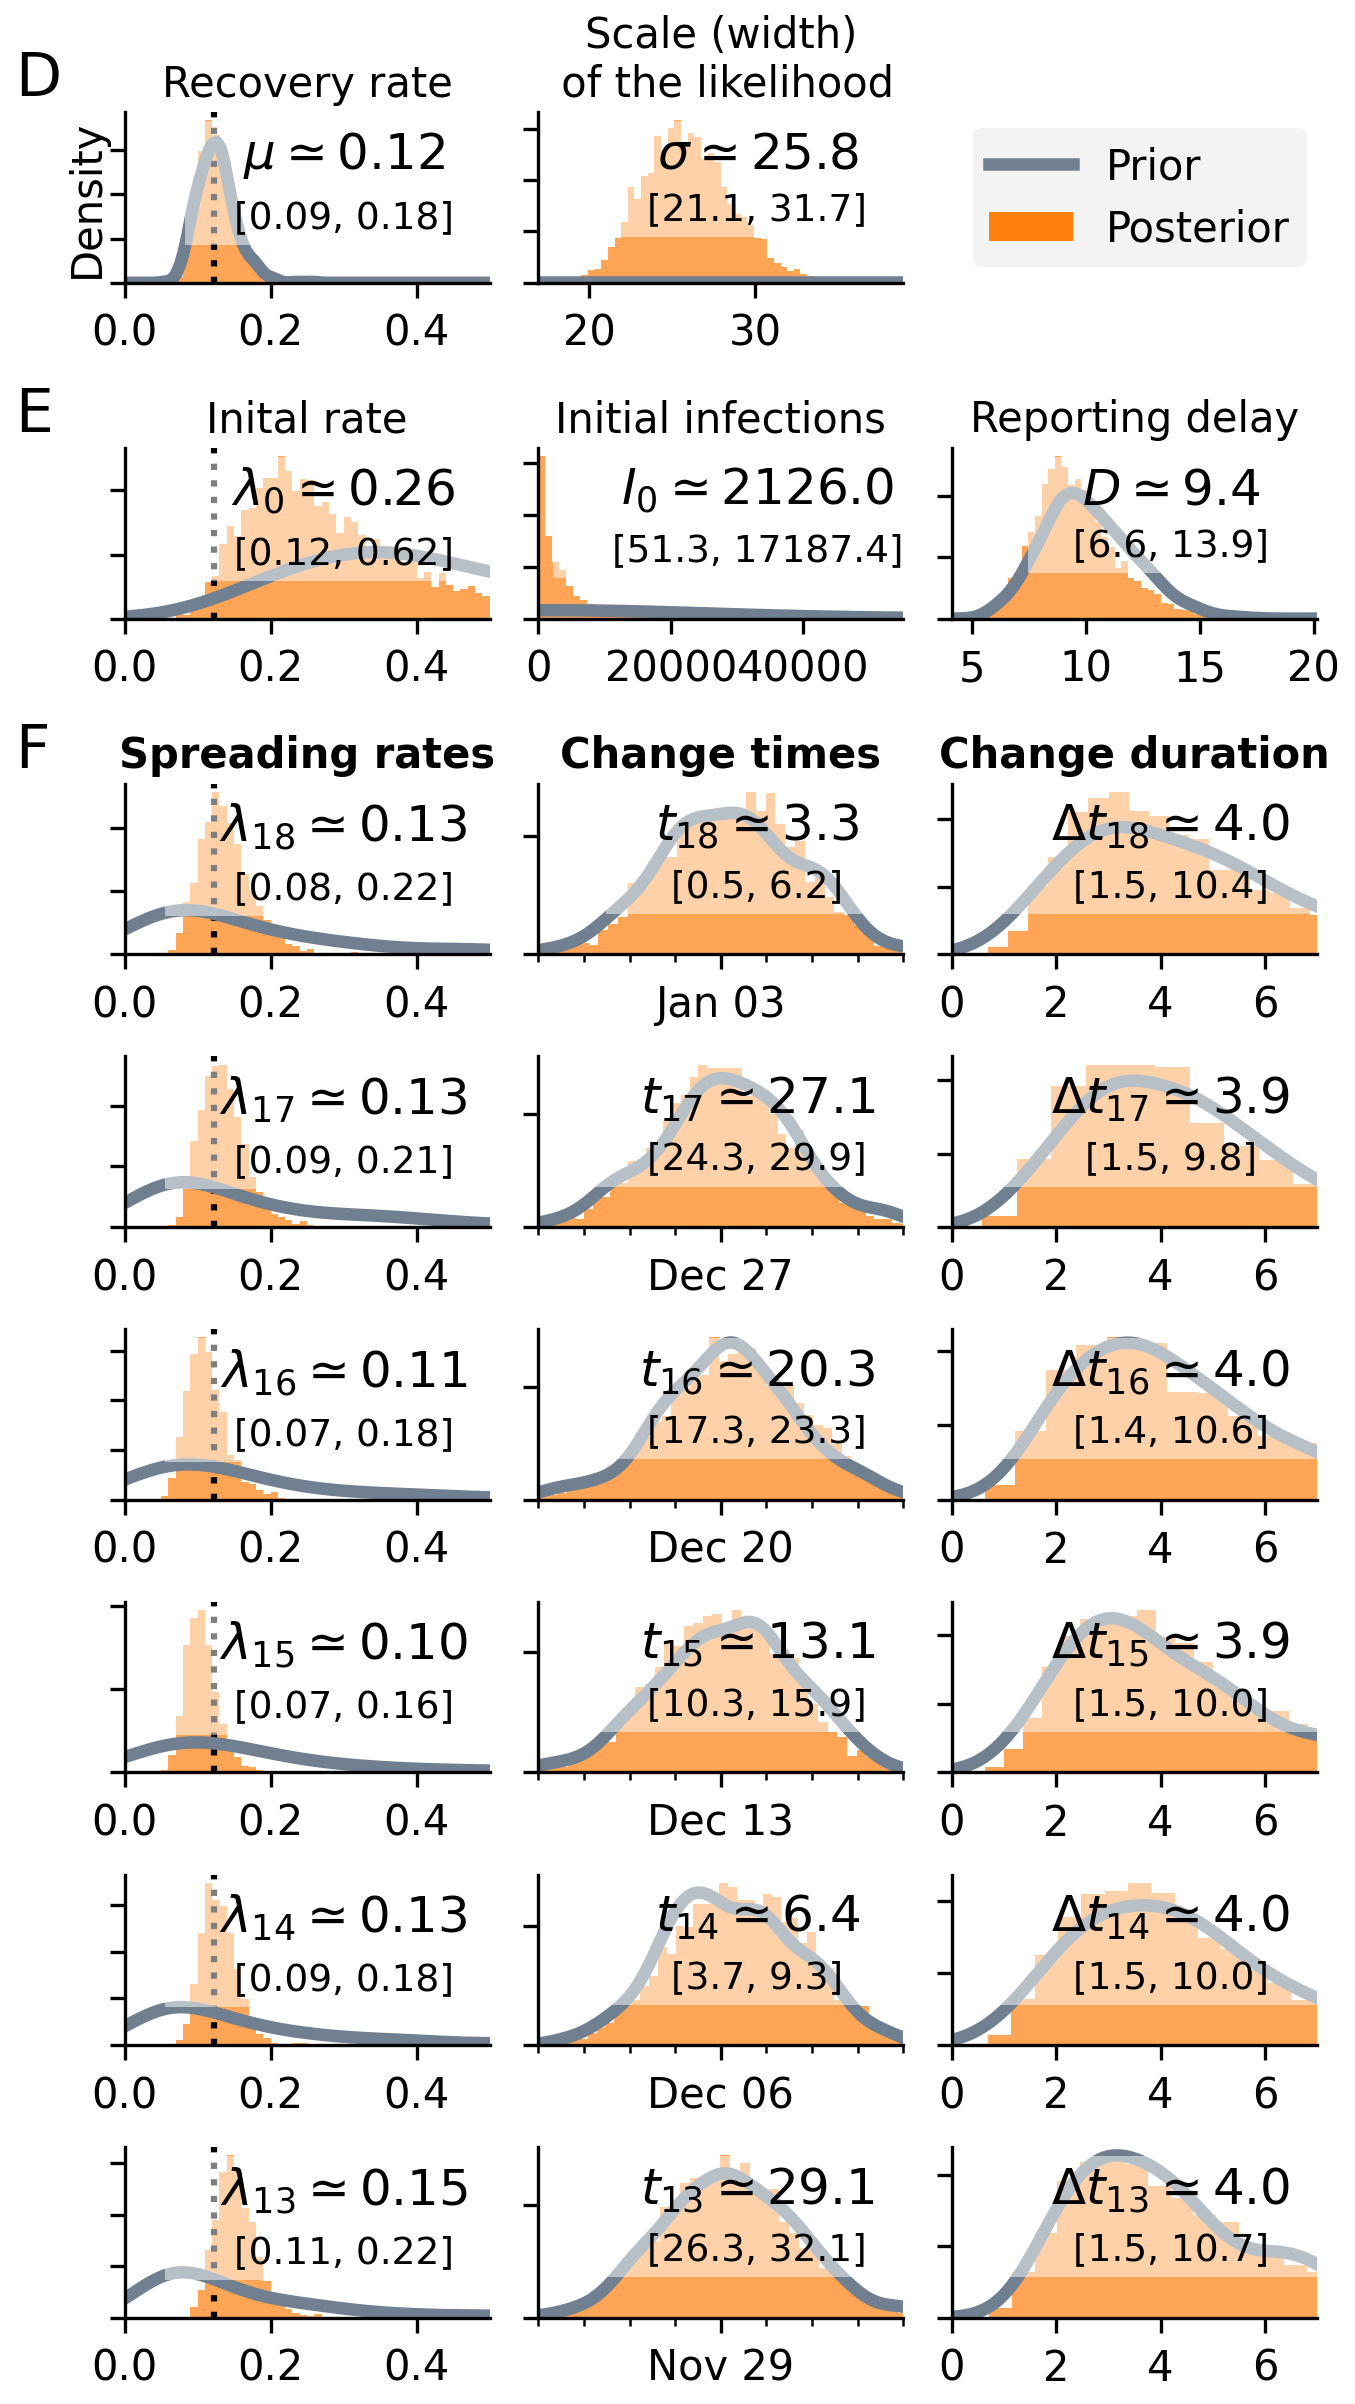 D
Recovery rate
Scale (width)
of the likelihood
Density
μ ≃ 0.12
[0.09, 0.18]
0.0 0.2 0.4
σ ≃ 25.8
[21.1, 31.7]
20 30
Prior
Posterior
E
Inital rate
λ0 ≃ 0.26
[0.12, 0.62]
0.0 0.2 0.4
Initial infections
I0 ≃ 2126.0
[51.3, 17187.4]
0 20000 40000
Reporting delay
D ≃ 9.4
[6.6, 13.9]
5 10 15 20
F
Spreading rates
Change times
Change duration
λ18 ≃ 0.13
[0.08, 0.22]
0.0 0.2 0.4
t18 ≃ 3.3
[0.5, 6.2]
Jan 03
Δt18 ≃ 4.0
[1.5, 10.4]
0 2 4 6
λ17 ≃ 0.13
[0.09, 0.21]
0.0 0.2 0.4
t17 ≃ 27.1
[24.3, 29.9]
Dec 27
Δt17 ≃ 3.9
[1.5, 9.8]
0 2 4 6
λ16 ≃ 0.11
[0.07, 0.18]
0.0 0.2 0.4
t16 ≃ 20.3
[17.3, 23.3]
Dec 20
Δt16 ≃ 4.0
[1.4, 10.6]
0 2 4 6
λ15 ≃ 0.10
[0.07, 0.16]
0.0 0.2 0.4
t15 ≃ 13.1
[10.3, 15.9]
Dec 13
Δt15 ≃ 3.9
[1.5, 10.0]
0 2 4 6
λ14 ≃ 0.13
[0.09, 0.18]
0.0 0.2 0.4
t14 ≃ 6.4
[3.7, 9.3]
Dec 06
Δt14 ≃ 4.0
[1.5, 10.0]
0 2 4 6
λ13 ≃ 0.15
[0.11, 0.22]
0.0 0.2 0.4
t13 ≃ 29.1
[26.3, 32.1]
Nov 29
Δt13 ≃ 4.0
[1.5, 10.7]
0 2 4 6